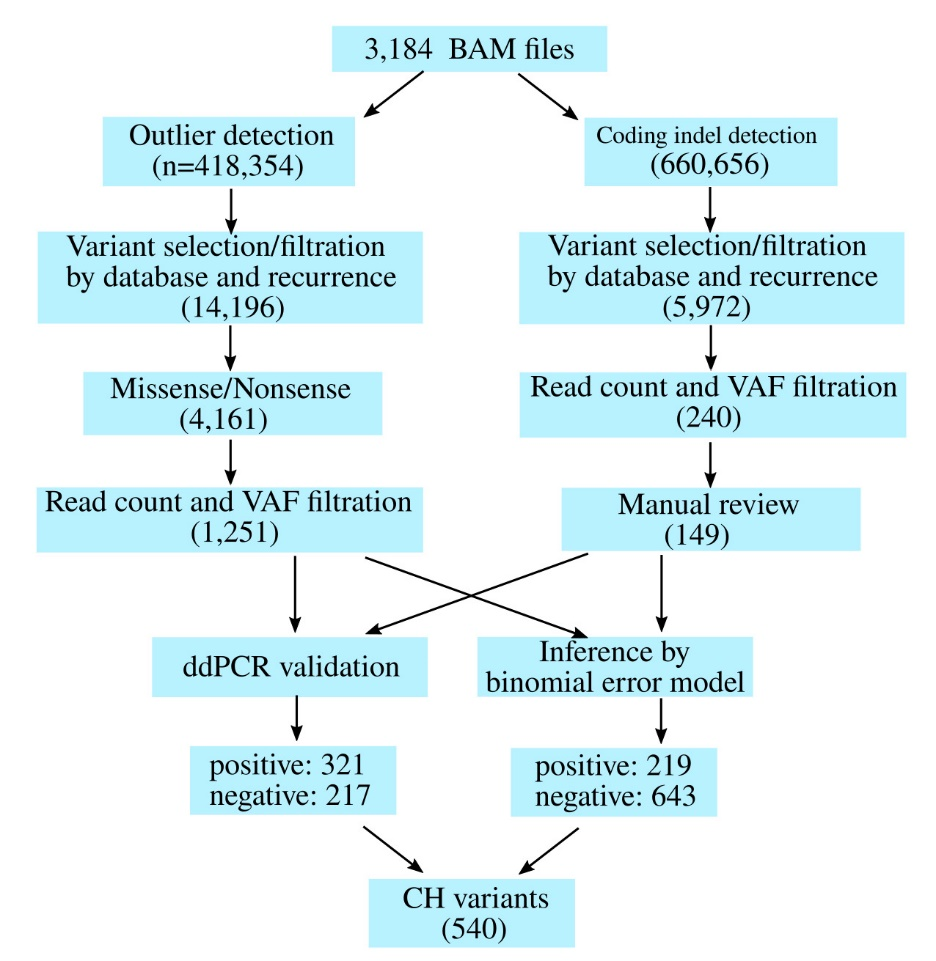 3,184 BAM files
Outlier detection
(n=418,354)
Coding indel detection
(660,656)
Variant selection/filtration
by database and recurrence
(14,196)
Variant selection/filtration
by database and recurrence
(5,972)
Missense/Nonsense
(4,161)
Read count and VAF filtration
(240)
Read count and VAF filtration
(1,251)
Manual review
(149)
ddPCR validation
Inference by
binomial error model
positive: 321
negative: 217
positive: 219
negative: 643
CH variants
(540)